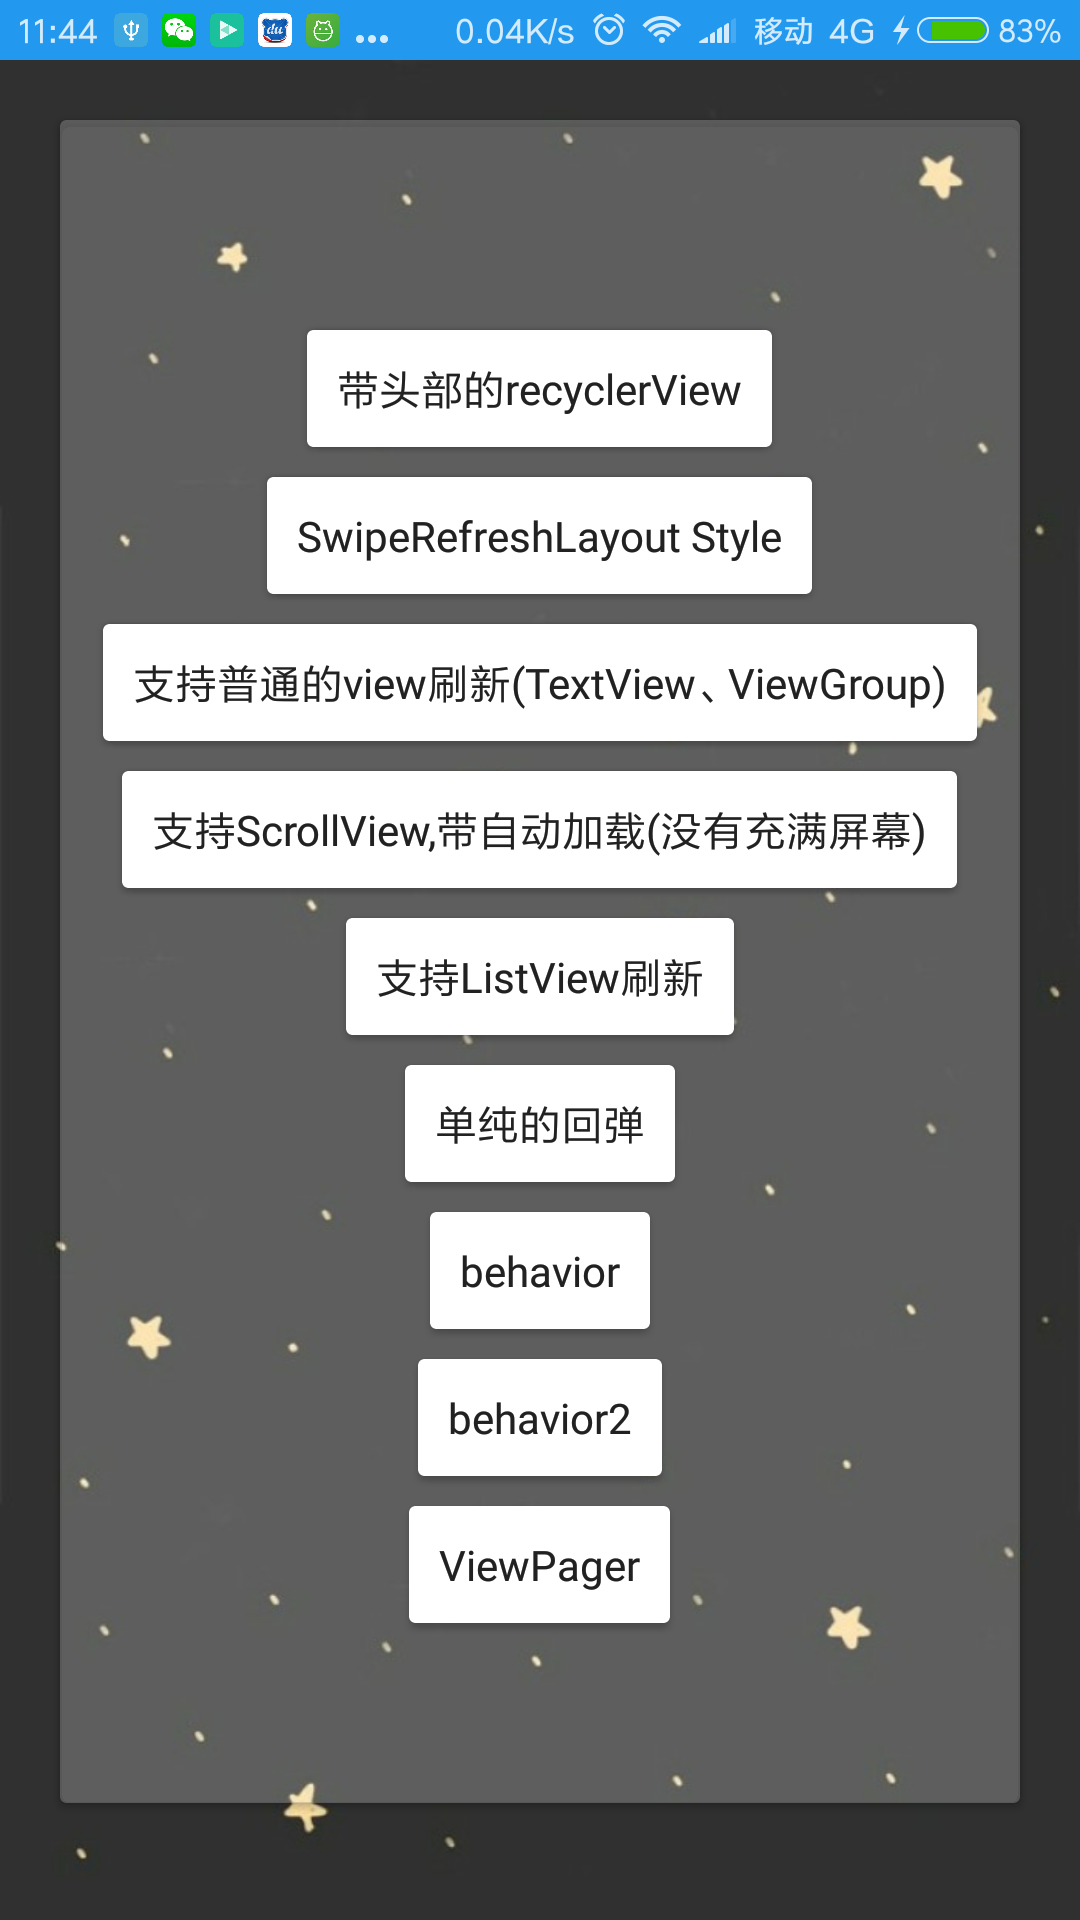 11:44 du ... 0.04K/s 移动 4G 83%
带头部的recyclerView
SwipeRefreshLayout Style
支持普通的view刷新(TextView、ViewGroup)
支持ScrollView,带自动加载(没有充满屏幕)
支持ListView刷新
单纯的回弹
behavior
behavior2
ViewPager